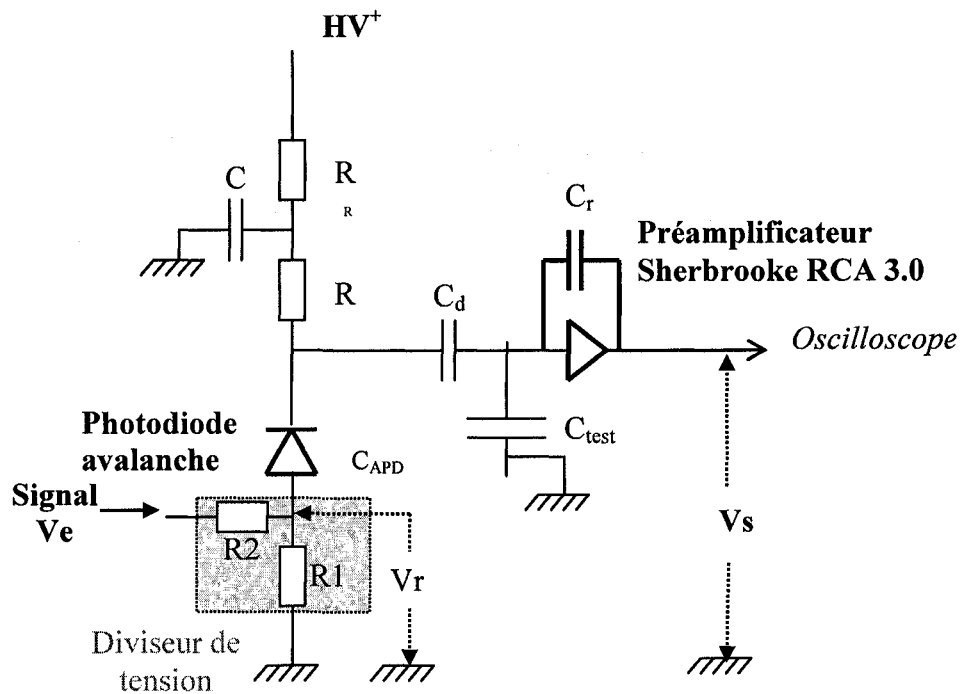 HV+
C
R
R
Cr
Préamplificateur
Sherbrooke RCA 3.0
R
Cd
Oscilloscope
Photodiode
avalanche
CAPD
Ctest
Signal
Ve
R2
R1
Vr
Vs
Diviseur de
tension